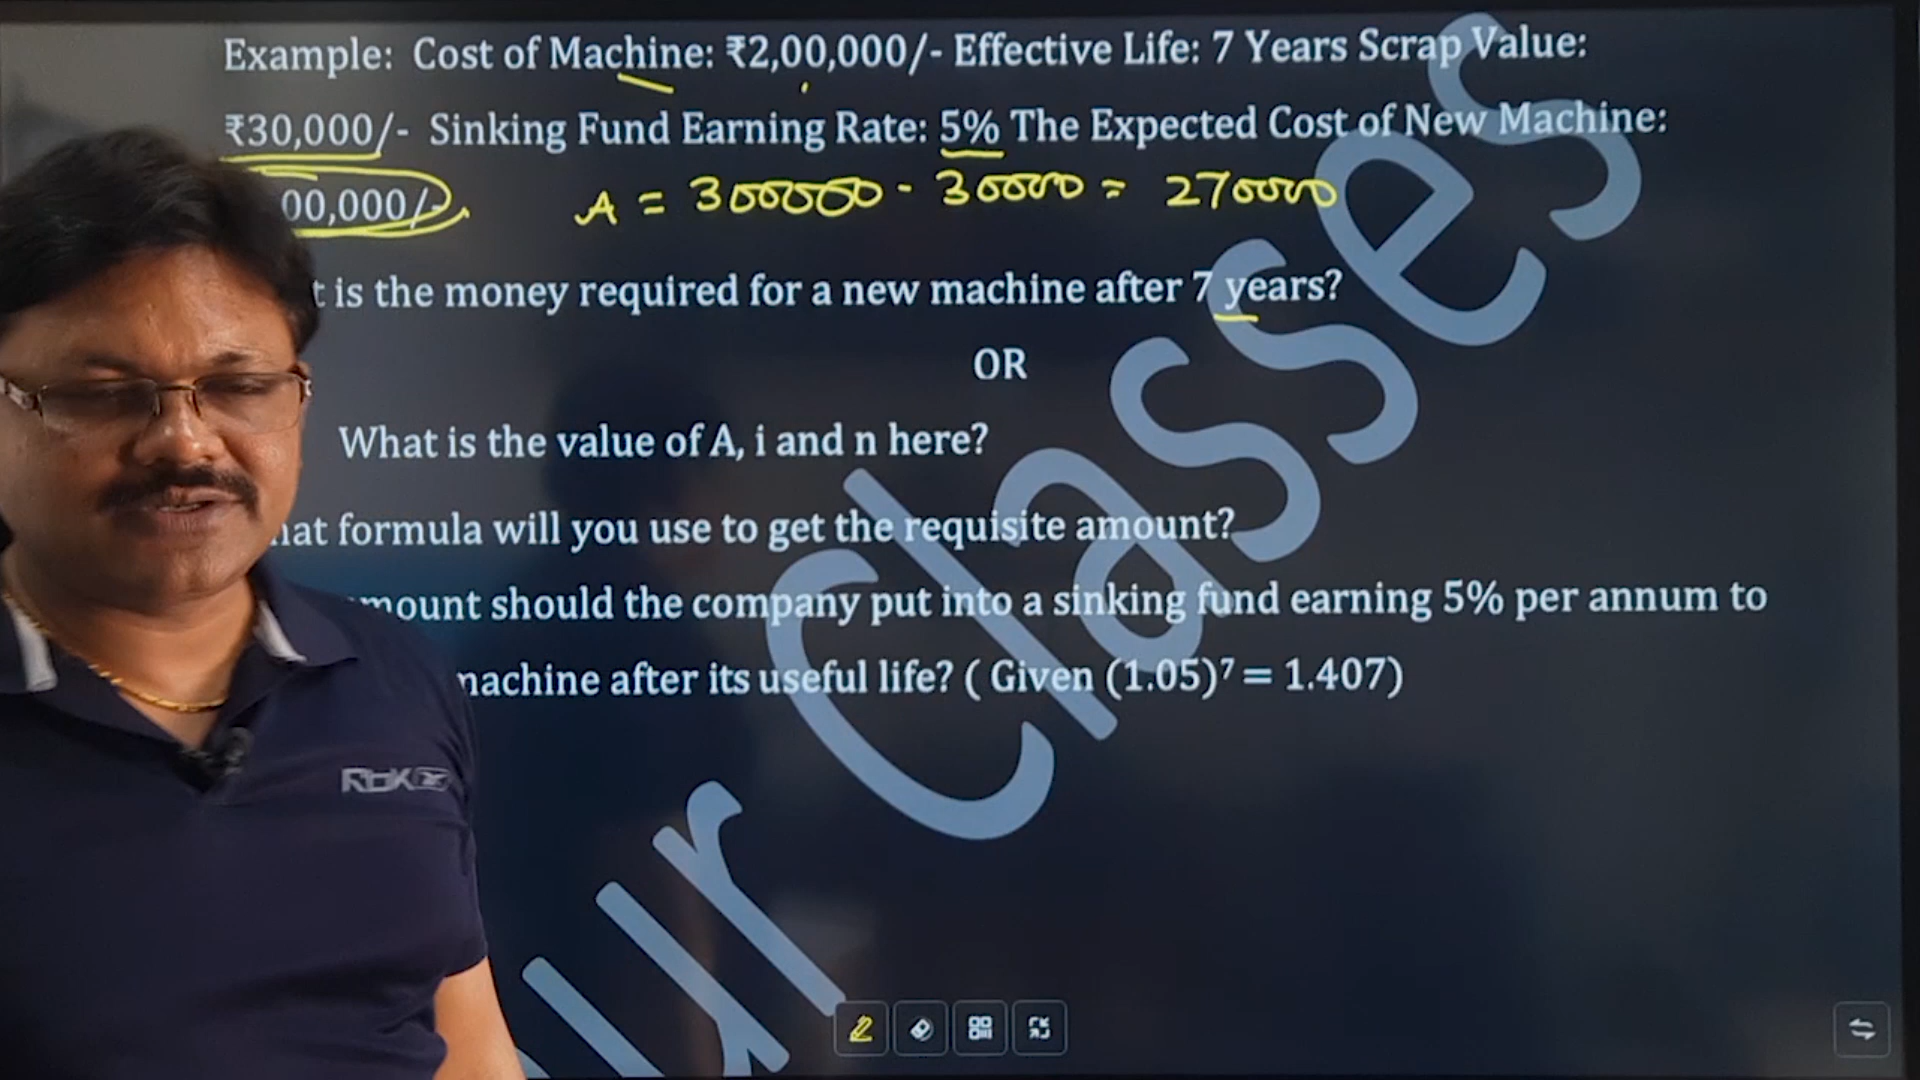 Example: Cost of Machine: ₹2,00,000/- Effective Life: 7 Years Scrap Value:
₹30,000/- Sinking Fund Earning Rate: 5% The Expected Cost of New Machine:
00,000/- A = 300000 - 30000 = 270000
is the money required for a new machine after 7 years?
OR
What is the value of A, i and n here?
formula will you use to get the requisite amount?
should the company put into a sinking fund earning 5% per annum to
machine after its useful life? ( Given (1.05)⁷ = 1.407)
Classes
RBK